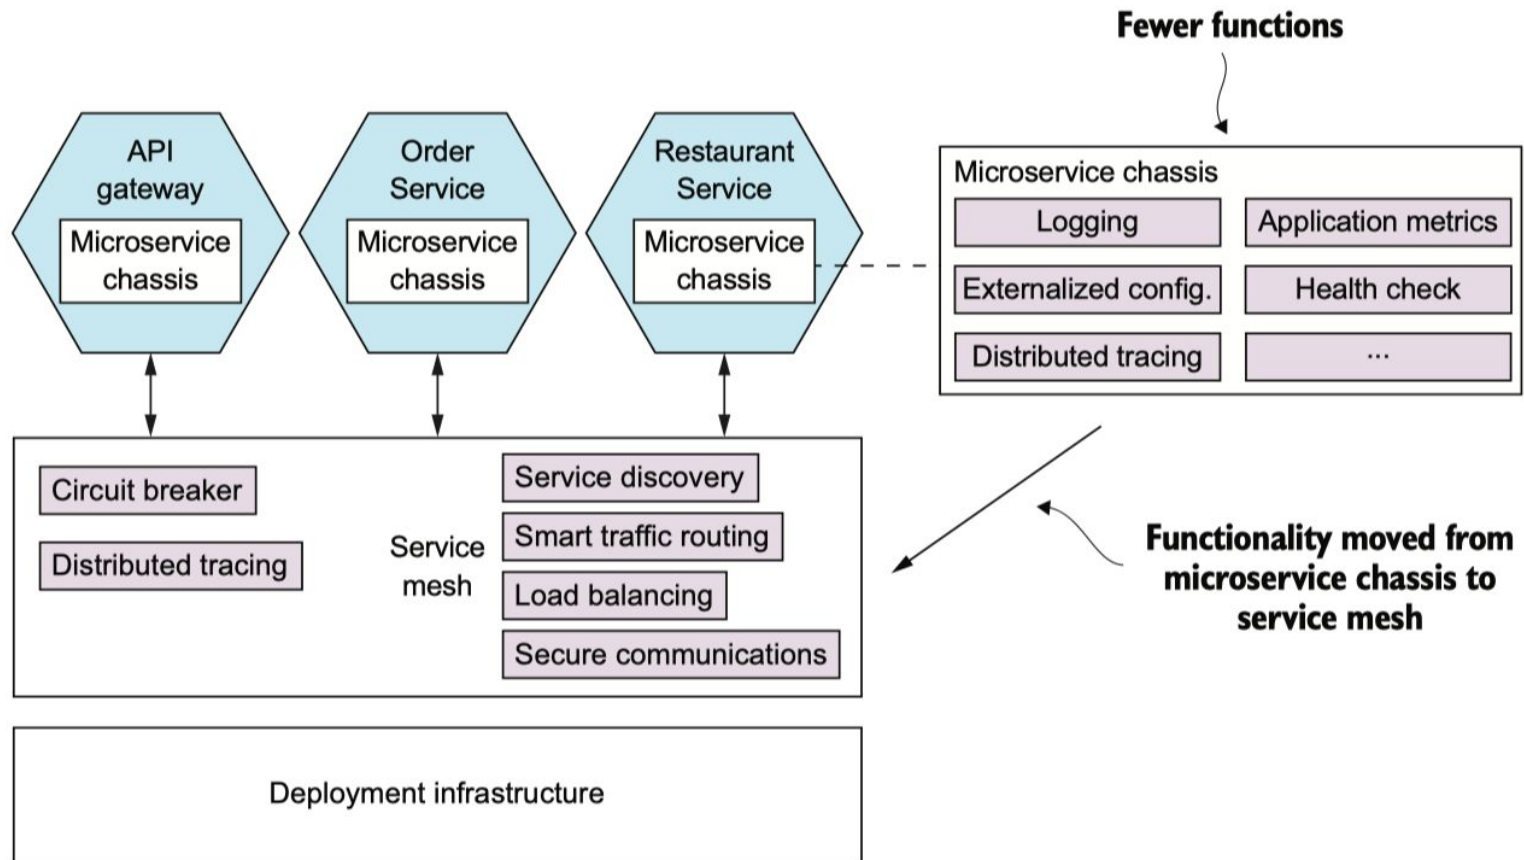 Fewer functions
API
gateway
Microservice
chassis
Order
Service
Microservice
chassis
Restaurant
Service
Microservice
chassis
Microservice chassis
Logging
Application metrics
Externalized config.
Health check
Distributed tracing
...
Circuit breaker
Distributed tracing
Service
mesh
Service discovery
Smart traffic routing
Load balancing
Secure communications
Functionality moved from
microservice chassis to
service mesh
Deployment infrastructure